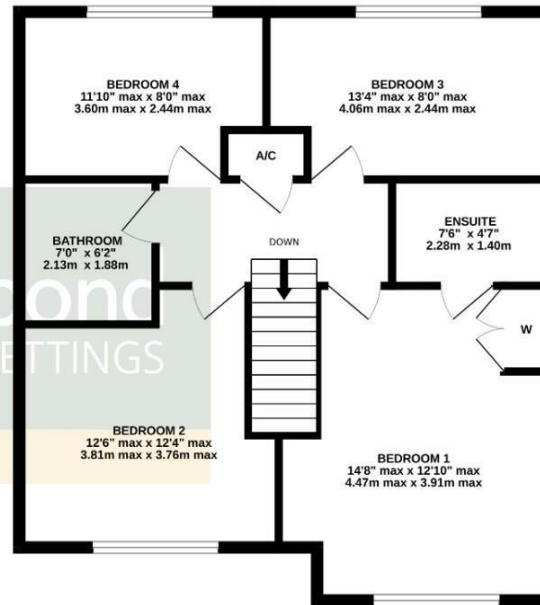 BEDROOM 4
11'10" max x 8'0" max
3.60m max x 2.44m max
BEDROOM 3
13'4" max x 8'0" max
4.06m max x 2.44m max
A/C
BATHROOM
7'0" x 6'2"
2.13m x 1.88m
DOWN
ENSUITE
7'6" x 4'7"
2.28m x 1.40m
W
ETTINGS
BEDROOM 2
12'6" max x 12'4" max
3.81m max x 3.76m max
BEDROOM 1
14'8" max x 12'10" max
4.47m max x 3.91m max